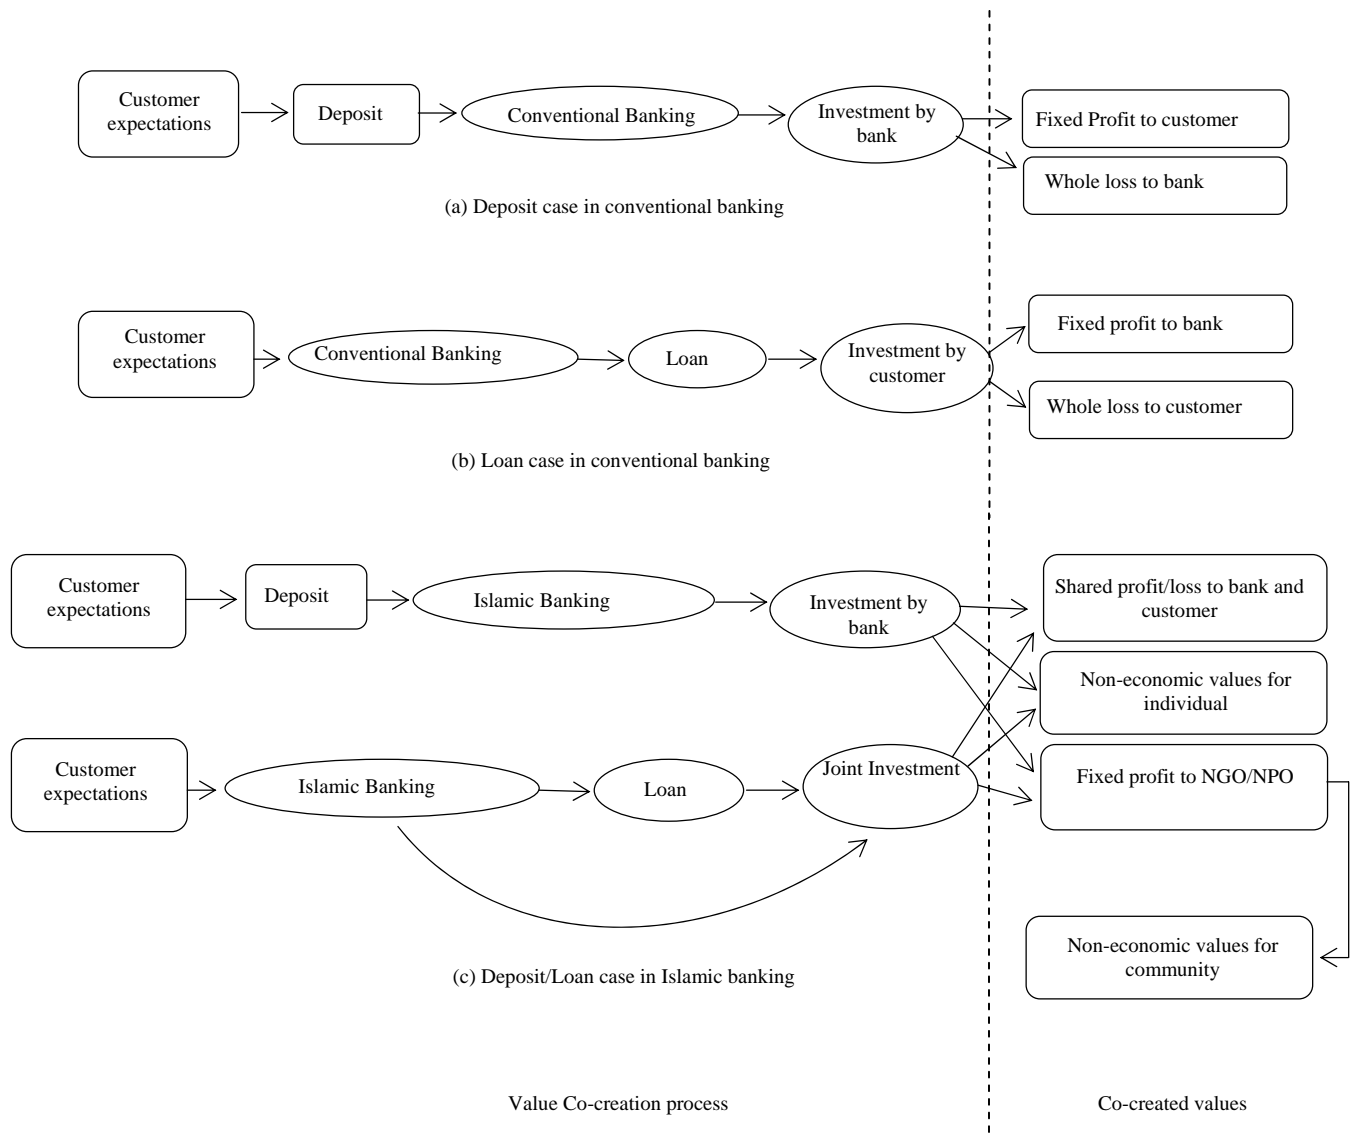 Customer
expectations
Deposit
Conventional Banking
Investment by
bank
Fixed Profit to customer
Whole loss to bank
(a) Deposit case in conventional banking
Customer
expectations
Conventional Banking
Loan
Investment by
customer
Fixed profit to bank
Whole loss to customer
(b) Loan case in conventional banking
Customer
expectations
Deposit
Islamic Banking
Investment by
bank
Shared profit/loss to bank and
customer
Non-economic values for
individual
Customer
expectations
Islamic Banking
Loan
Joint Investment
Fixed profit to NGO/NPO
Non-economic values for
community
(c) Deposit/Loan case in Islamic banking
Value Co-creation process
Co-created values